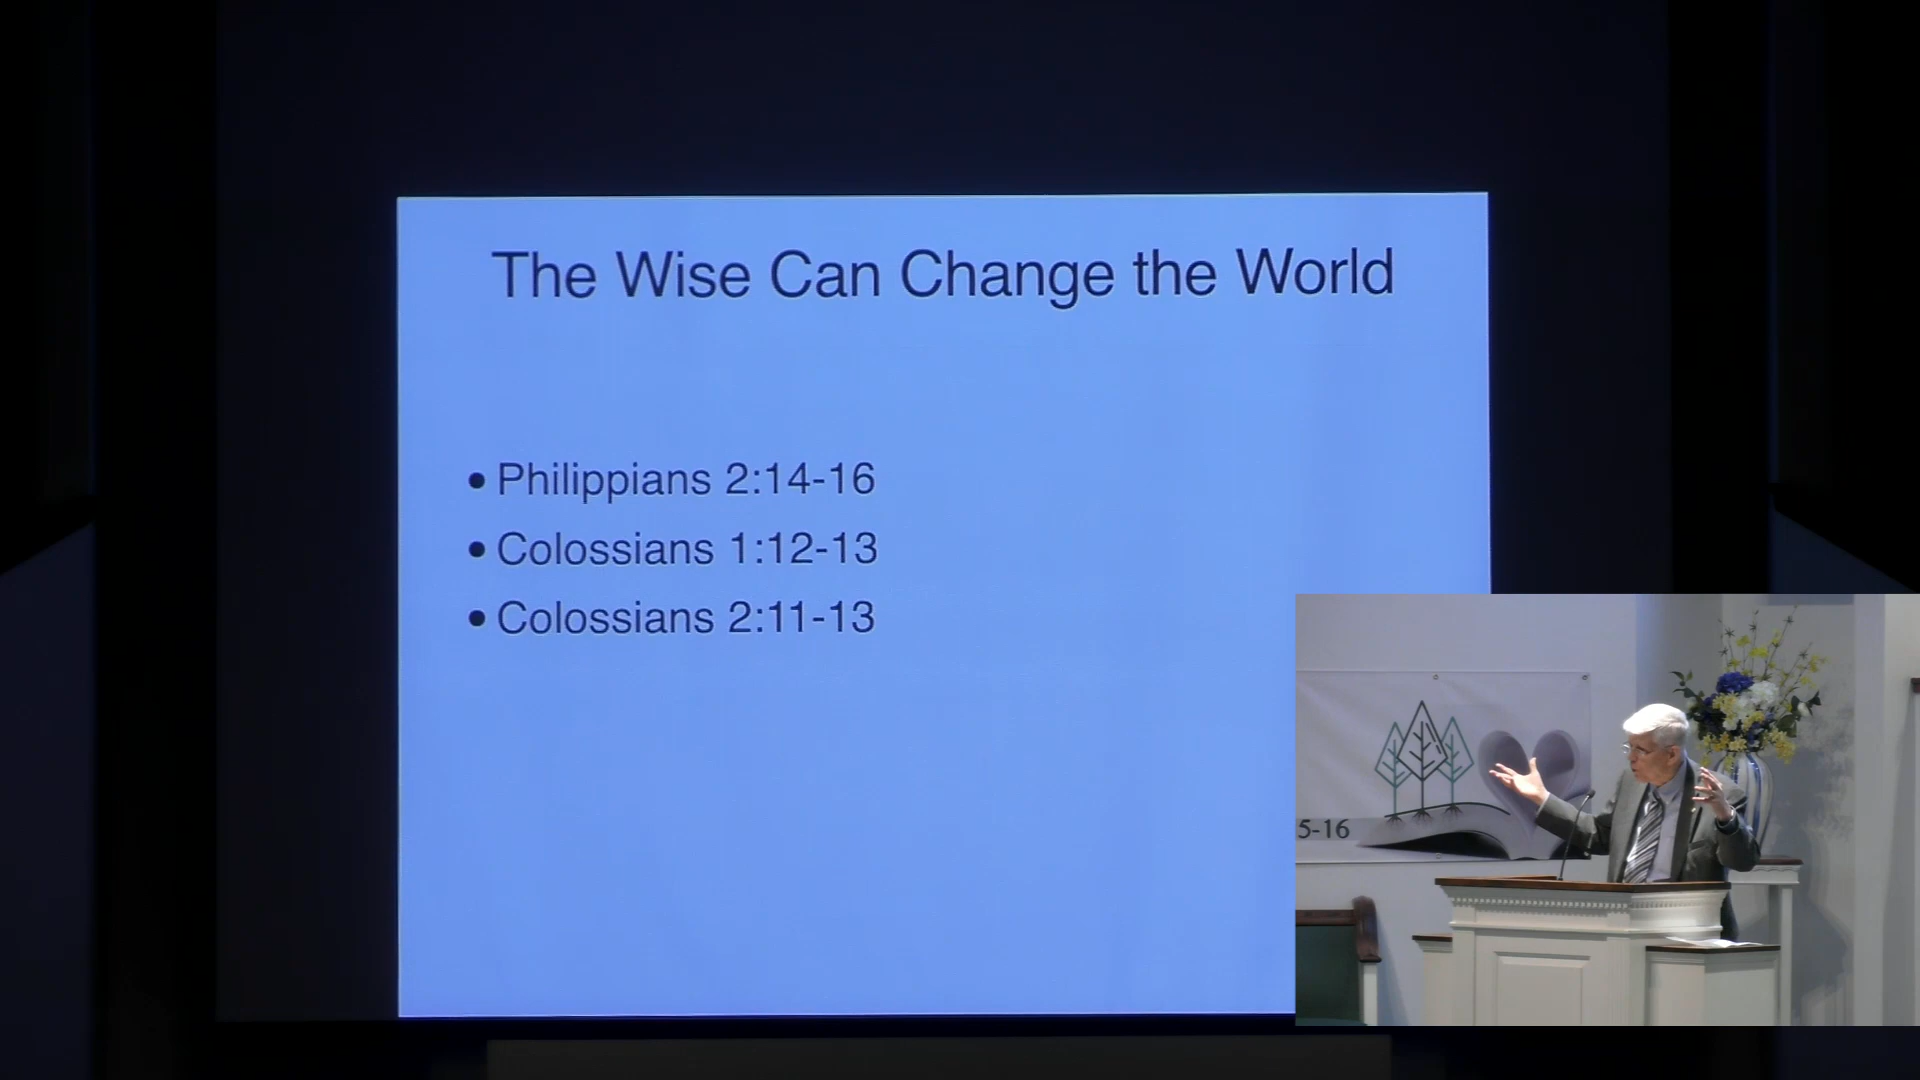 The Wise Can Change the World
• Philippians 2:14-16
• Colossians 1:12-13
• Colossians 2:11-13
5-16